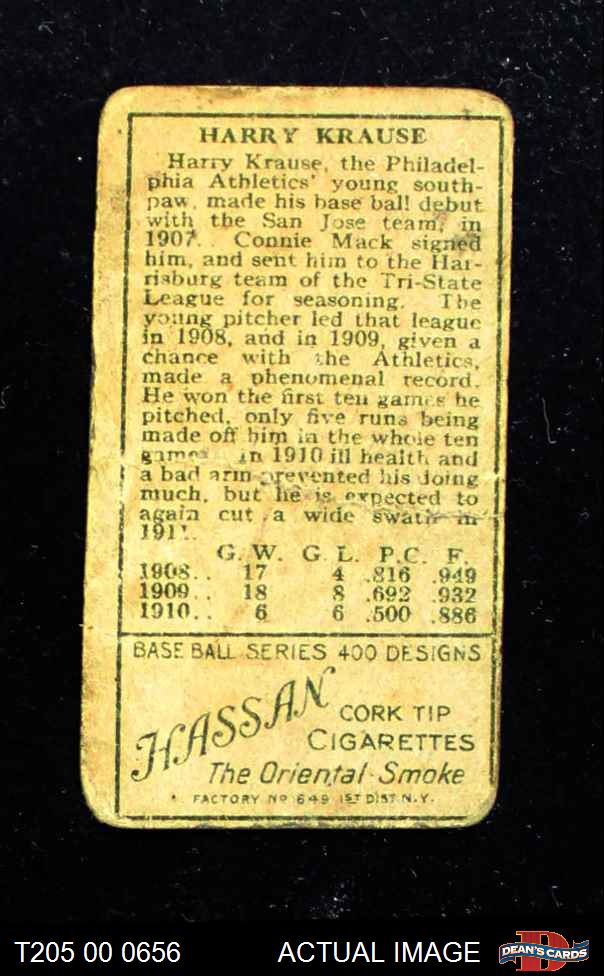 HARRY KRAUSE
Harry Krause, the Philadel-
phia Athletics' young south-
paw, made his base ball debut
with the San Jose team, in
1907. Connie Mack signed
him, and sent him to the Har-
risburg team of the Tri-State
League for seasoning. The
young pitcher led that league
in 1908, and in 1909, given a
chance with the Athletics,
made a phenomenal record.
He won the first ten games he
pitched, only five runs being
made off him in the whole ten
games. In 1910 ill health and
a bad arm prevented his doing
much, but he is expected to
again cut a wide swath in
1911.
G. W. G. L. P.C. F.
1908.. 17 4 .816 .949
1909.. 18 8 .692 .932
1910.. 6 6 .500 .886
BASE BALL SERIES 400 DESIGNS
HASSAN
CORK TIP
CIGARETTES
The Oriental Smoke
FACTORY No 649 1ST DIST. N.Y.
T205 00 0656 ACTUAL IMAGE DEAN'S CARDS